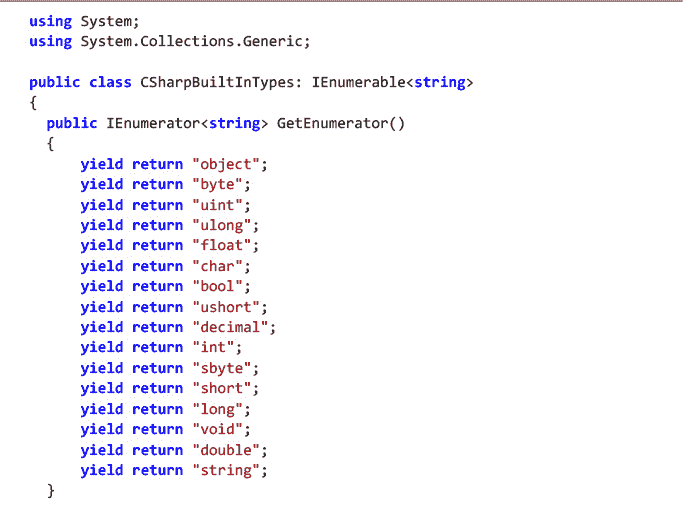 using System;
using System.Collections.Generic;
public class CSharpBuiltInTypes: IEnumerable<string>
{
public IEnumerator<string> GetEnumerator()
{
yield return "object";
yield return "byte";
yield return "uint";
yield return "ulong";
yield return "float";
yield return "char";
yield return "bool";
yield return "ushort";
yield return "decimal";
yield return "int";
yield return "sbyte";
yield return "short";
yield return "long";
yield return "void";
yield return "double";
yield return "string";
}